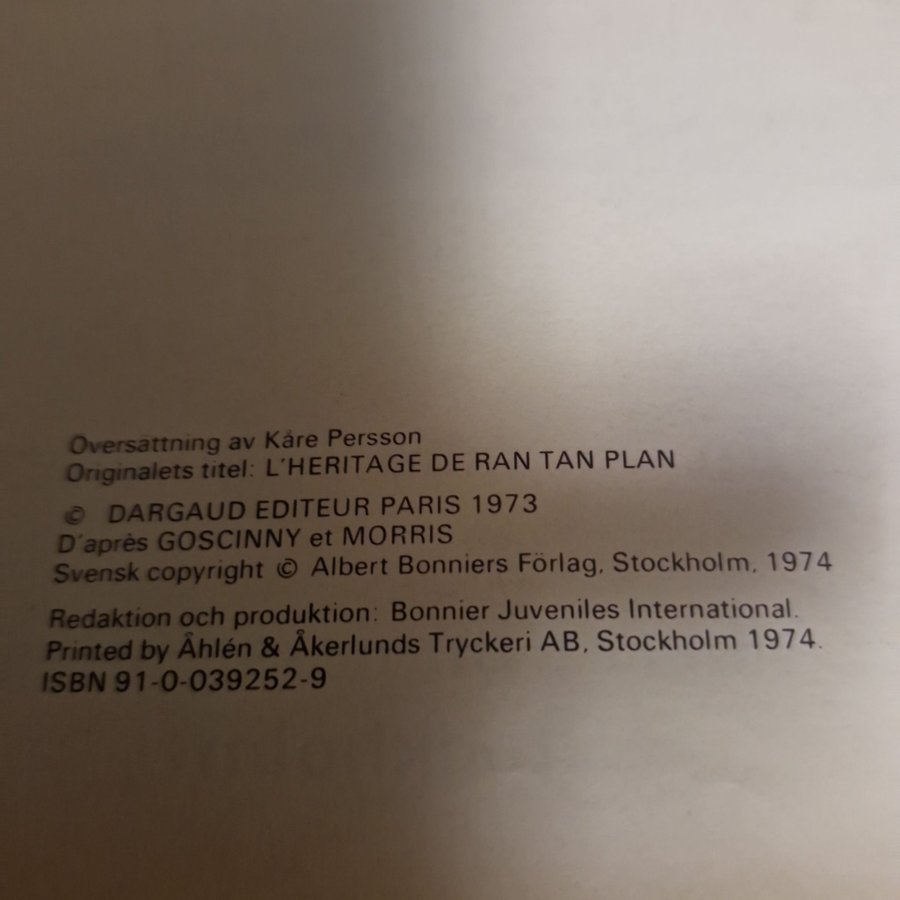 Översättning av Kåre Persson
Originalets titel: L'HERITAGE DE RAN TAN PLAN
© DARGAUD EDITEUR PARIS 1973
D'après GOSCINNY et MORRIS
Svensk copyright © Albert Bonniers Förlag, Stockholm, 1974
Redaktion och produktion: Bonnier Juveniles International.
Printed by Åhlén & Åkerlunds Tryckeri AB, Stockholm 1974.
ISBN 91-0-039252-9